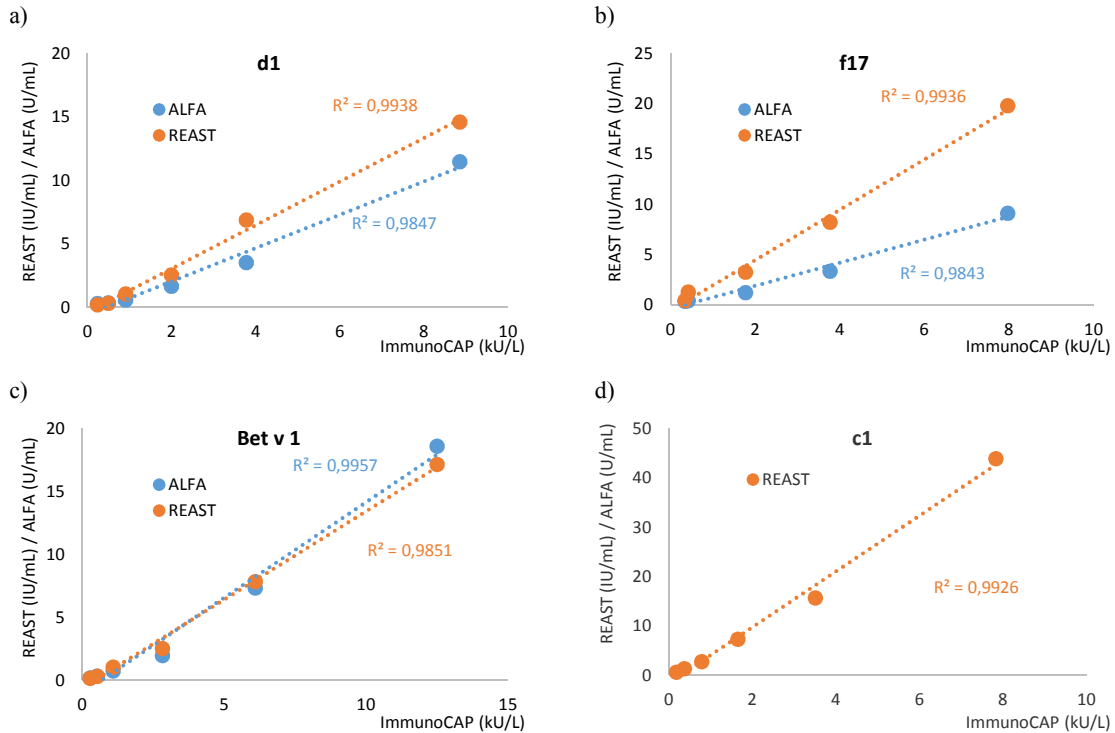 a)
d1
REAST (IU/mL) / ALFA (U/mL)
20
15
10
5
0
ALFA
REAST
R² = 0,9938
R² = 0,9847
0 2 4 6 8 10
ImmunoCAP (kU/L)
b)
f17
REAST (IU/mL) / ALFA (U/mL)
25
20
15
10
5
0
ALFA
REAST
R² = 0,9936
R² = 0,9843
0 2 4 6 8 10
ImmunoCAP (kU/L)
c)
Bet v 1
REAST (IU/mL) / ALFA (U/mL)
20
15
10
5
0
ALFA
REAST
R² = 0,9957
R² = 0,9851
0 5 10 15
ImmunoCAP (kU/L)
d)
c1
REAST (IU/mL) / ALFA (U/mL)
50
40
30
20
10
0
REAST
R² = 0,9926
0 2 4 6 8 10
ImmunoCAP (kU/L)